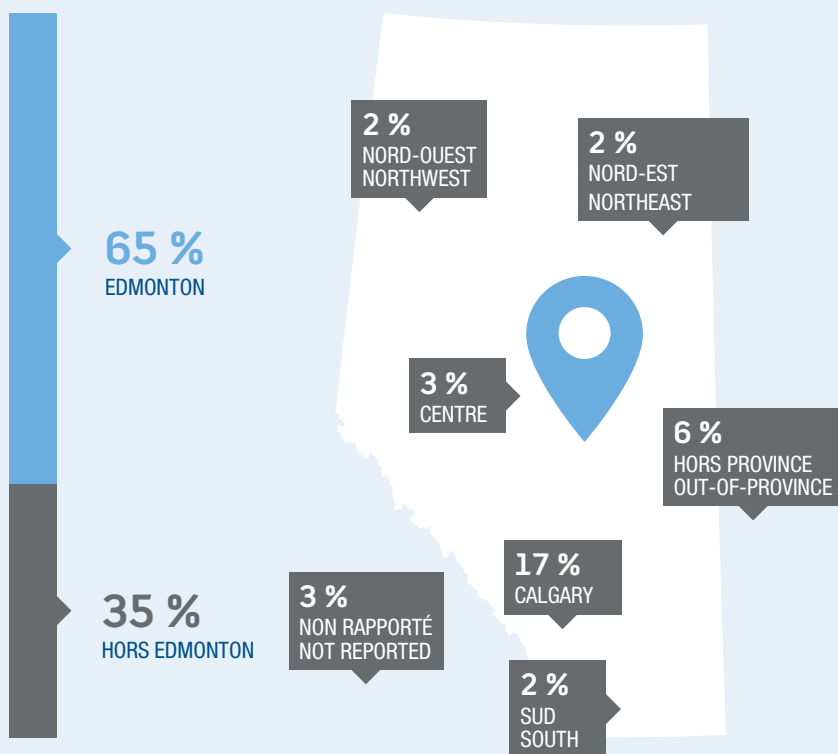 65 %
EDMONTON
35 %
HORS EDMONTON
2 %
NORD-OUEST
NORTHWEST
2 %
NORD-EST
NORTHEAST
3 %
CENTRE
6 %
HORS PROVINCE
OUT-OF-PROVINCE
17 %
CALGARY
3 %
NON RAPPORTÉ
NOT REPORTED
2 %
SUD
SOUTH